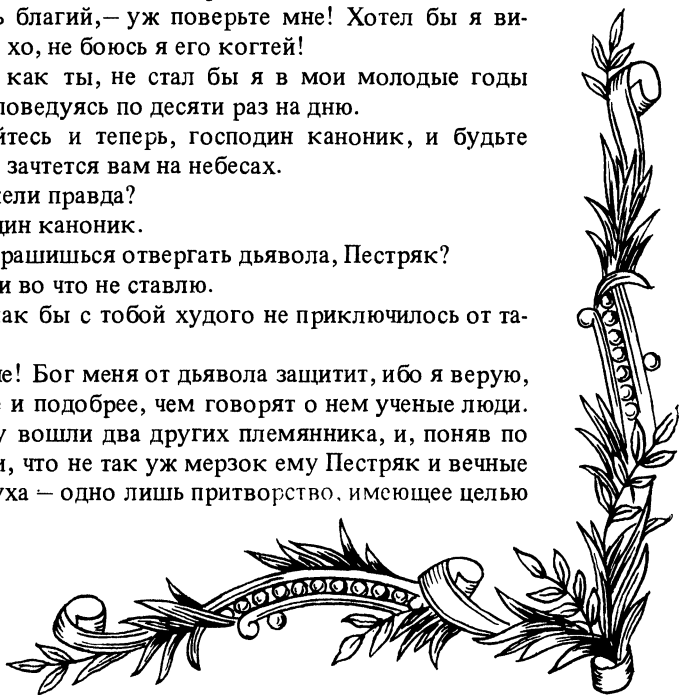 ь благий,— уж поверьте мне! Хотел бы я ви-
хо, не боюсь я его когтей!
как ты, не стал бы я в мои молодые годы
поведуясь по десяти раз на дню.
йтесь и теперь, господин каноник, и будьте
зачтется вам на небесах.
ели правда?
дин каноник.
рашишься отвергать дьявола, Пестряк?
и во что не ставлю.
ак бы с тобой худого не приключилось от та-
е! Бог меня от дьявола защитит, ибо я верую,
е и подобрее, чем говорят о нем ученые люди.
у вошли два других племянника, и, поняв по
и, что не так уж мерзок ему Пестряк и вечные
уха — одно лишь притворство, имеющее целью